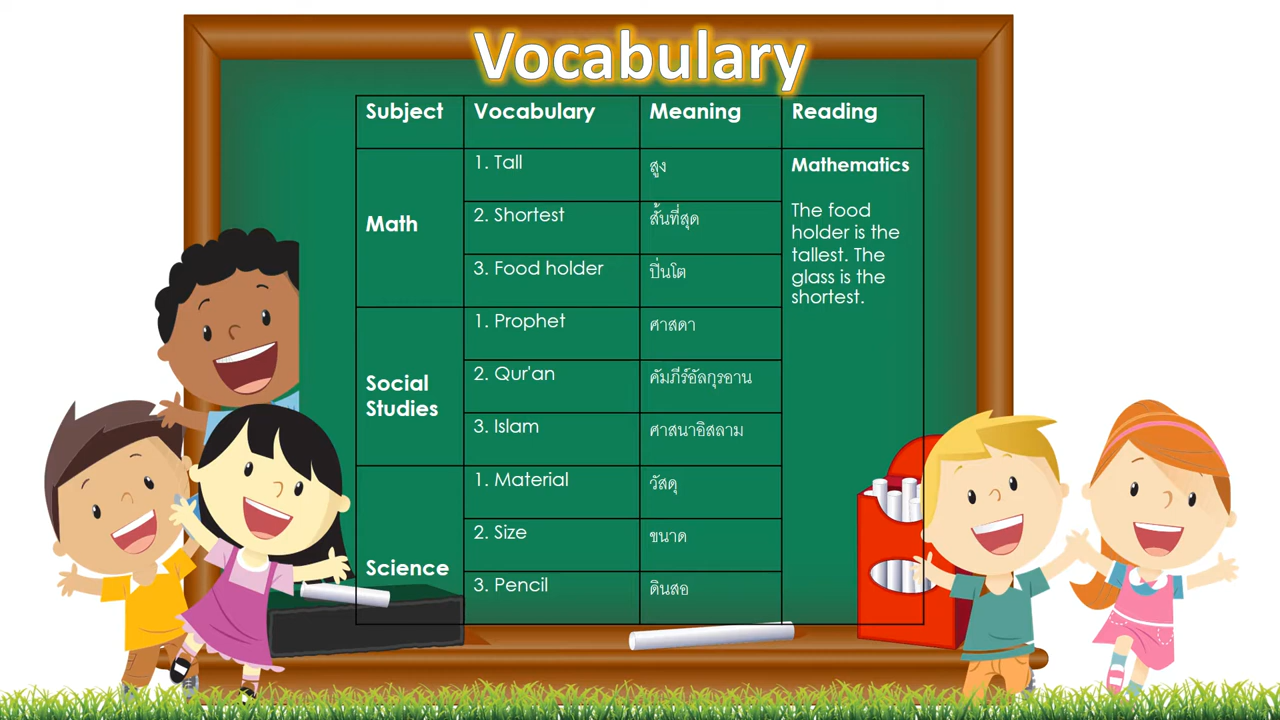 Vocabulary
Subject Vocabulary Meaning Reading
Math
1. Tall สูง
2. Shortest สั้นที่สุด
3. Food holder ปิ่นโต
Social
Studies
1. Prophet ศาสดา
2. Qur'an คัมภีร์อัลกุรอาน
3. Islam ศาสนาอิสลาม
Science
1. Material วัสดุ
2. Size ขนาด
3. Pencil ดินสอ
Mathematics
The food
holder is the
tallest. The
glass is the
shortest.